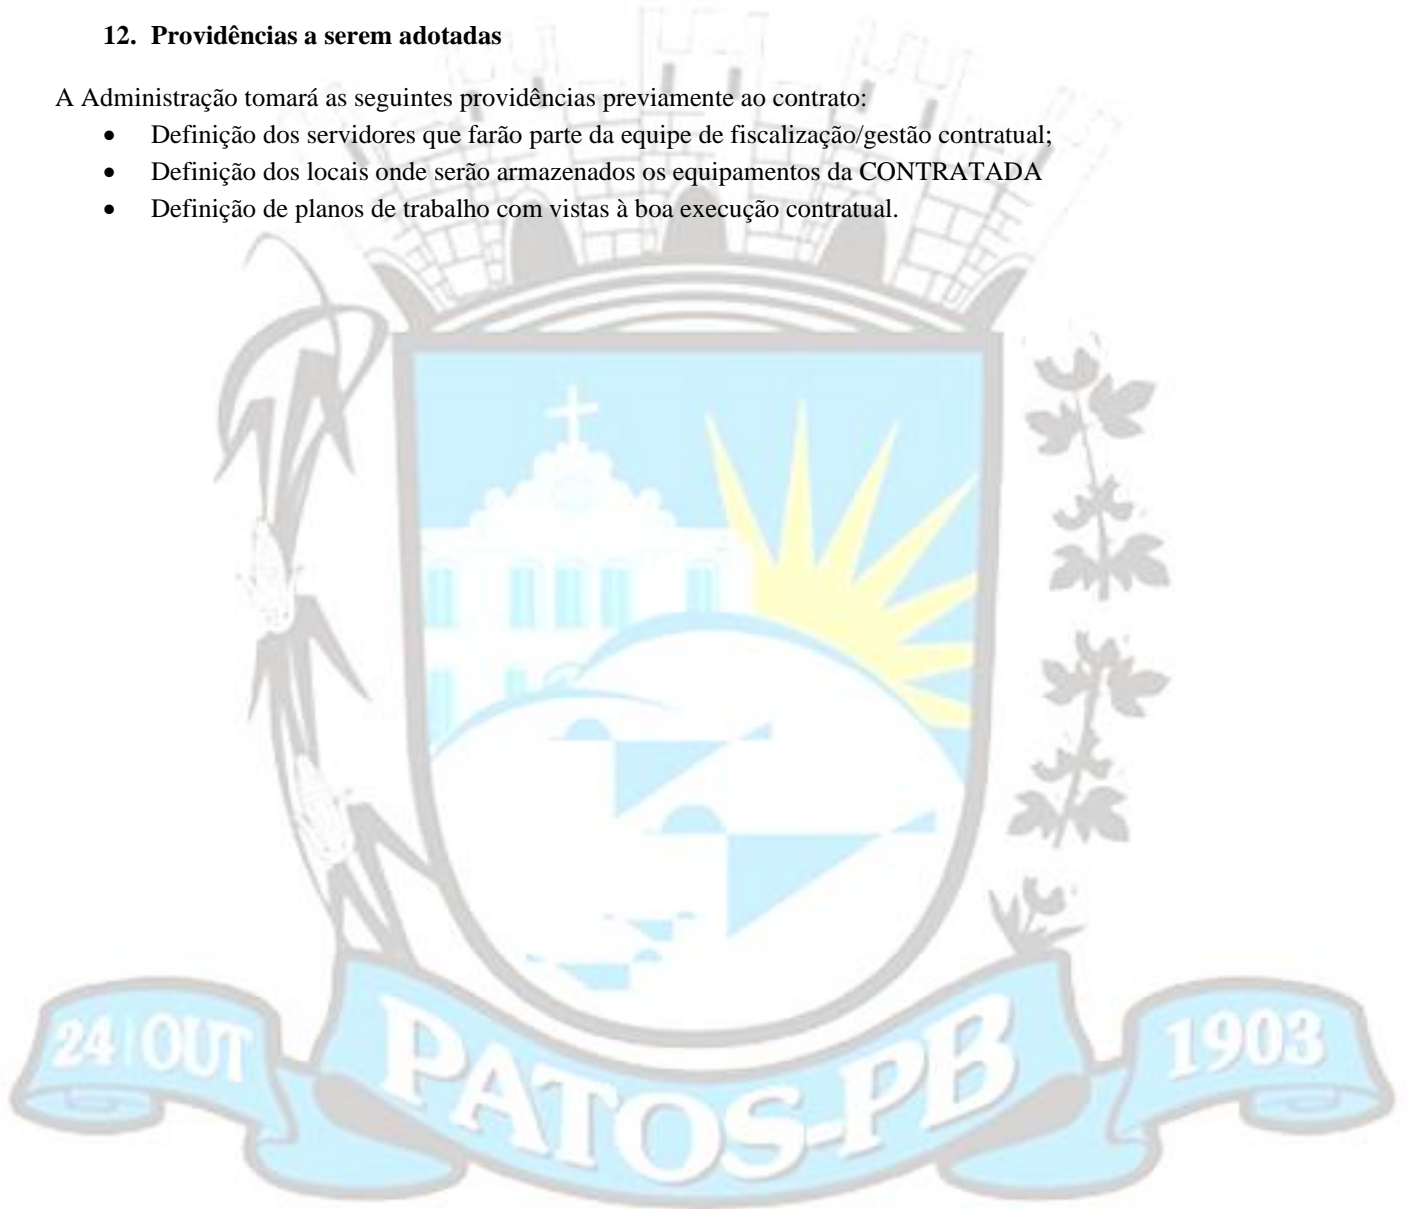 12. Providências a serem adotadas
A Administração tomará as seguintes providências previamente ao contrato:
• Definição dos servidores que farão parte da equipe de fiscalização/gestão contratual;
• Definição dos locais onde serão armazenados os equipamentos da CONTRATADA
• Definição de planos de trabalho com vistas à boa execução contratual.
24 | OUT
PATOS-PB
1903